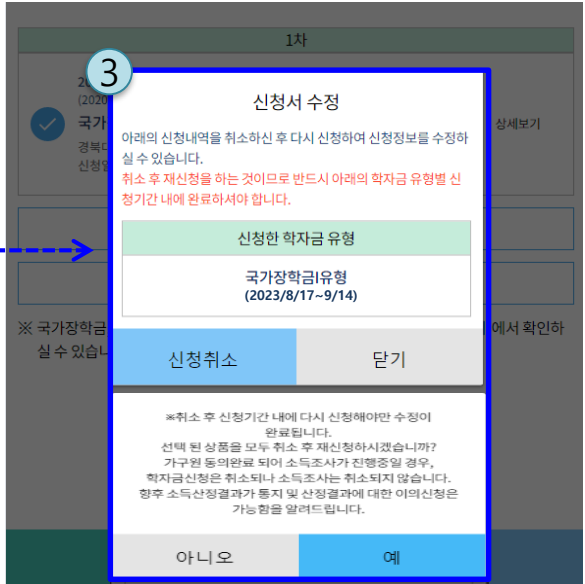 1차
3
20
(2020
국가
경북대
신청일
상세보기
신청서 수정
아래의 신청내역을 취소하신 후 다시 신청하여 신청정보를 수정하
실 수 있습니다.
취소 후 재신청을 하는 것이므로 반드시 아래의 학자금 유형별 신
청기간 내에 완료하셔야 합니다.
신청한 학자금 유형
국가장학금I유형
(2023/8/17~9/14)
※ 국가장학금
에서 확인하
실 수 있습니
신청취소
닫기
※취소 후 신청기간 내에 다시 신청해야만 수정이
완료됩니다.
선택 된 상품을 모두 취소 후 재신청하시겠습니까?
가구원 동의완료 되어 소득조사가 진행중일 경우,
학자금신청은 취소되나 소득조사는 취소되지 않습니다.
향후 소득산정결과가 통지 및 산정결과에 대한 이의신청은
가능함을 알려드립니다.
아니오
예